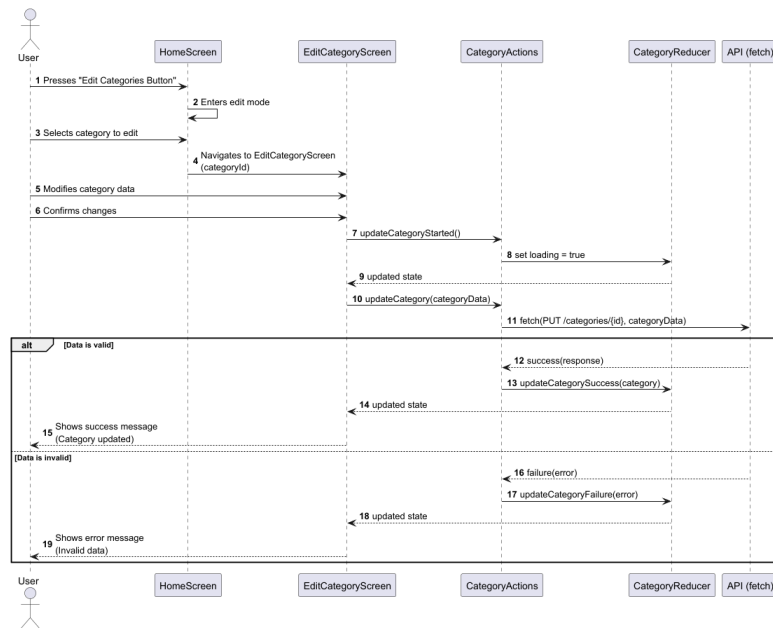 User
HomeScreen
EditCategoryScreen
CategoryActions
CategoryReducer
API (fetch)
1 Presses "Edit Categories Button"
2 Enters edit mode
3 Selects category to edit
4 Navigates to EditCategoryScreen
(categoryId)
5 Modifies category data
6 Confirms changes
7 updateCategoryStarted()
8 set loading = true
9 updated state
10 updateCategory(categoryData)
11 fetch(PUT /categories/{id}, categoryData)
alt [Data is valid]
12 success(response)
13 updateCategorySuccess(category)
14 updated state
15 Shows success message
(Category updated)
[Data is invalid]
16 failure(error)
17 updateCategoryFailure(error)
18 updated state
19 Shows error message
(Invalid data)
User
HomeScreen
EditCategoryScreen
CategoryActions
CategoryReducer
API (fetch)